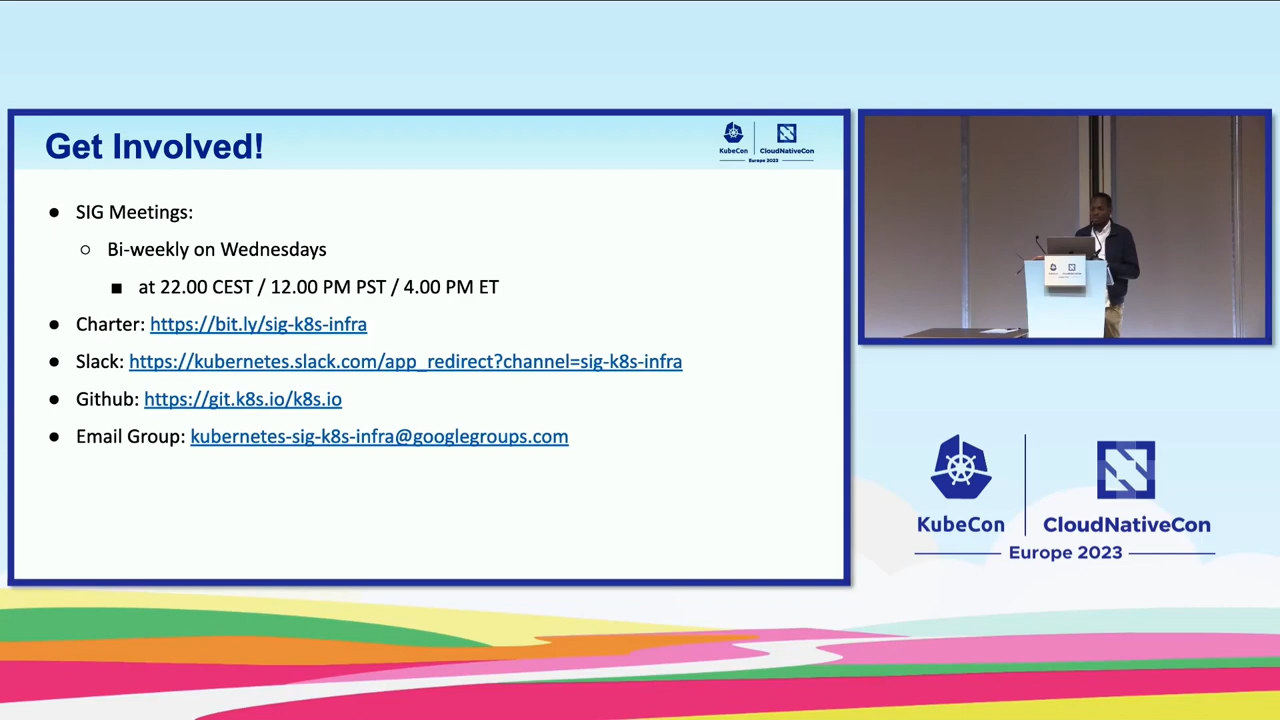 Get Involved!
KubeCon
CloudNativeCon
Europe 2023
● SIG Meetings:
○ Bi-weekly on Wednesdays
■ at 22.00 CEST / 12.00 PM PST / 4.00 PM ET
● Charter: https://bit.ly/sig-k8s-infra
● Slack: https://kubernetes.slack.com/app_redirect?channel=sig-k8s-infra
● Github: https://git.k8s.io/k8s.io
● Email Group: kubernetes-sig-k8s-infra@googlegroups.com
KubeCon
CloudNativeCon
Europe 2023